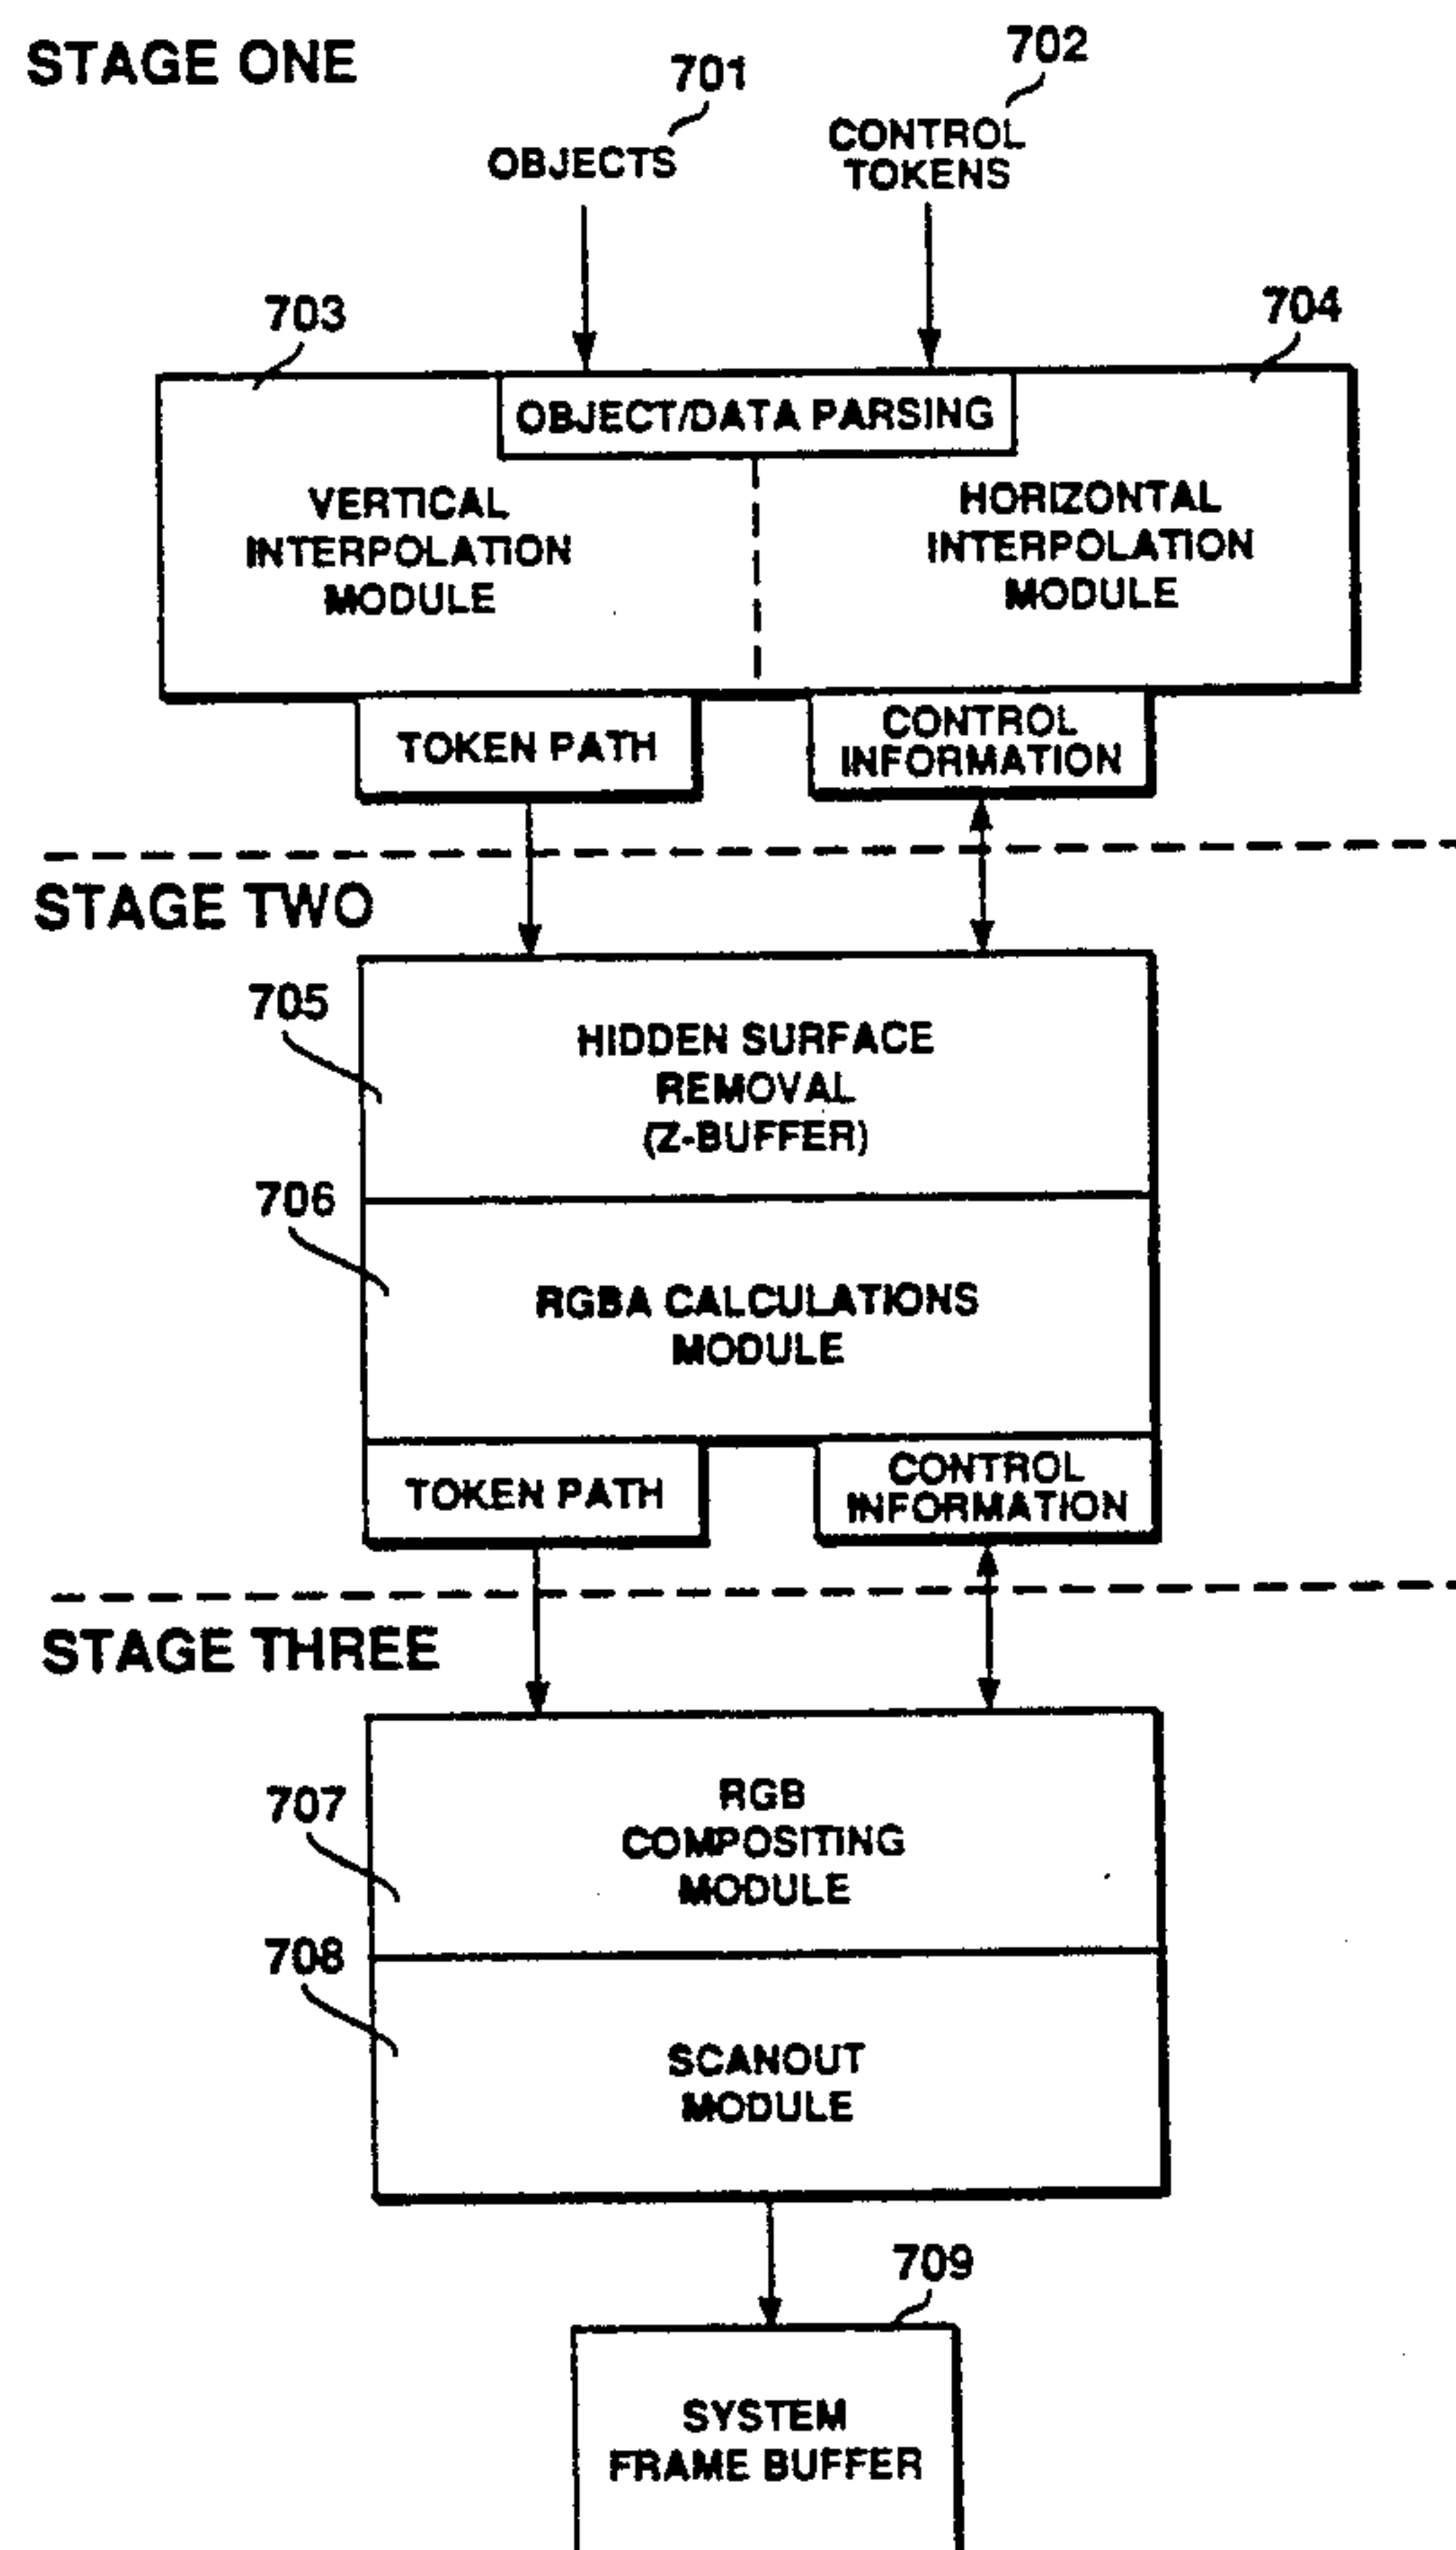 STAGE ONE
701
702
OBJECTS
CONTROL
TOKENS
703
704
OBJECT/DATA PARSING
VERTICAL
INTERPOLATION
MODULE
HORIZONTAL
INTERPOLATION
MODULE
TOKEN PATH
CONTROL
INFORMATION
STAGE TWO
705
HIDDEN SURFACE
REMOVAL
(Z-BUFFER)
706
RGBA CALCULATIONS
MODULE
TOKEN PATH
CONTROL
INFORMATION
STAGE THREE
707
RGB
COMPOSITING
MODULE
708
SCANOUT
MODULE
709
SYSTEM
FRAME BUFFER